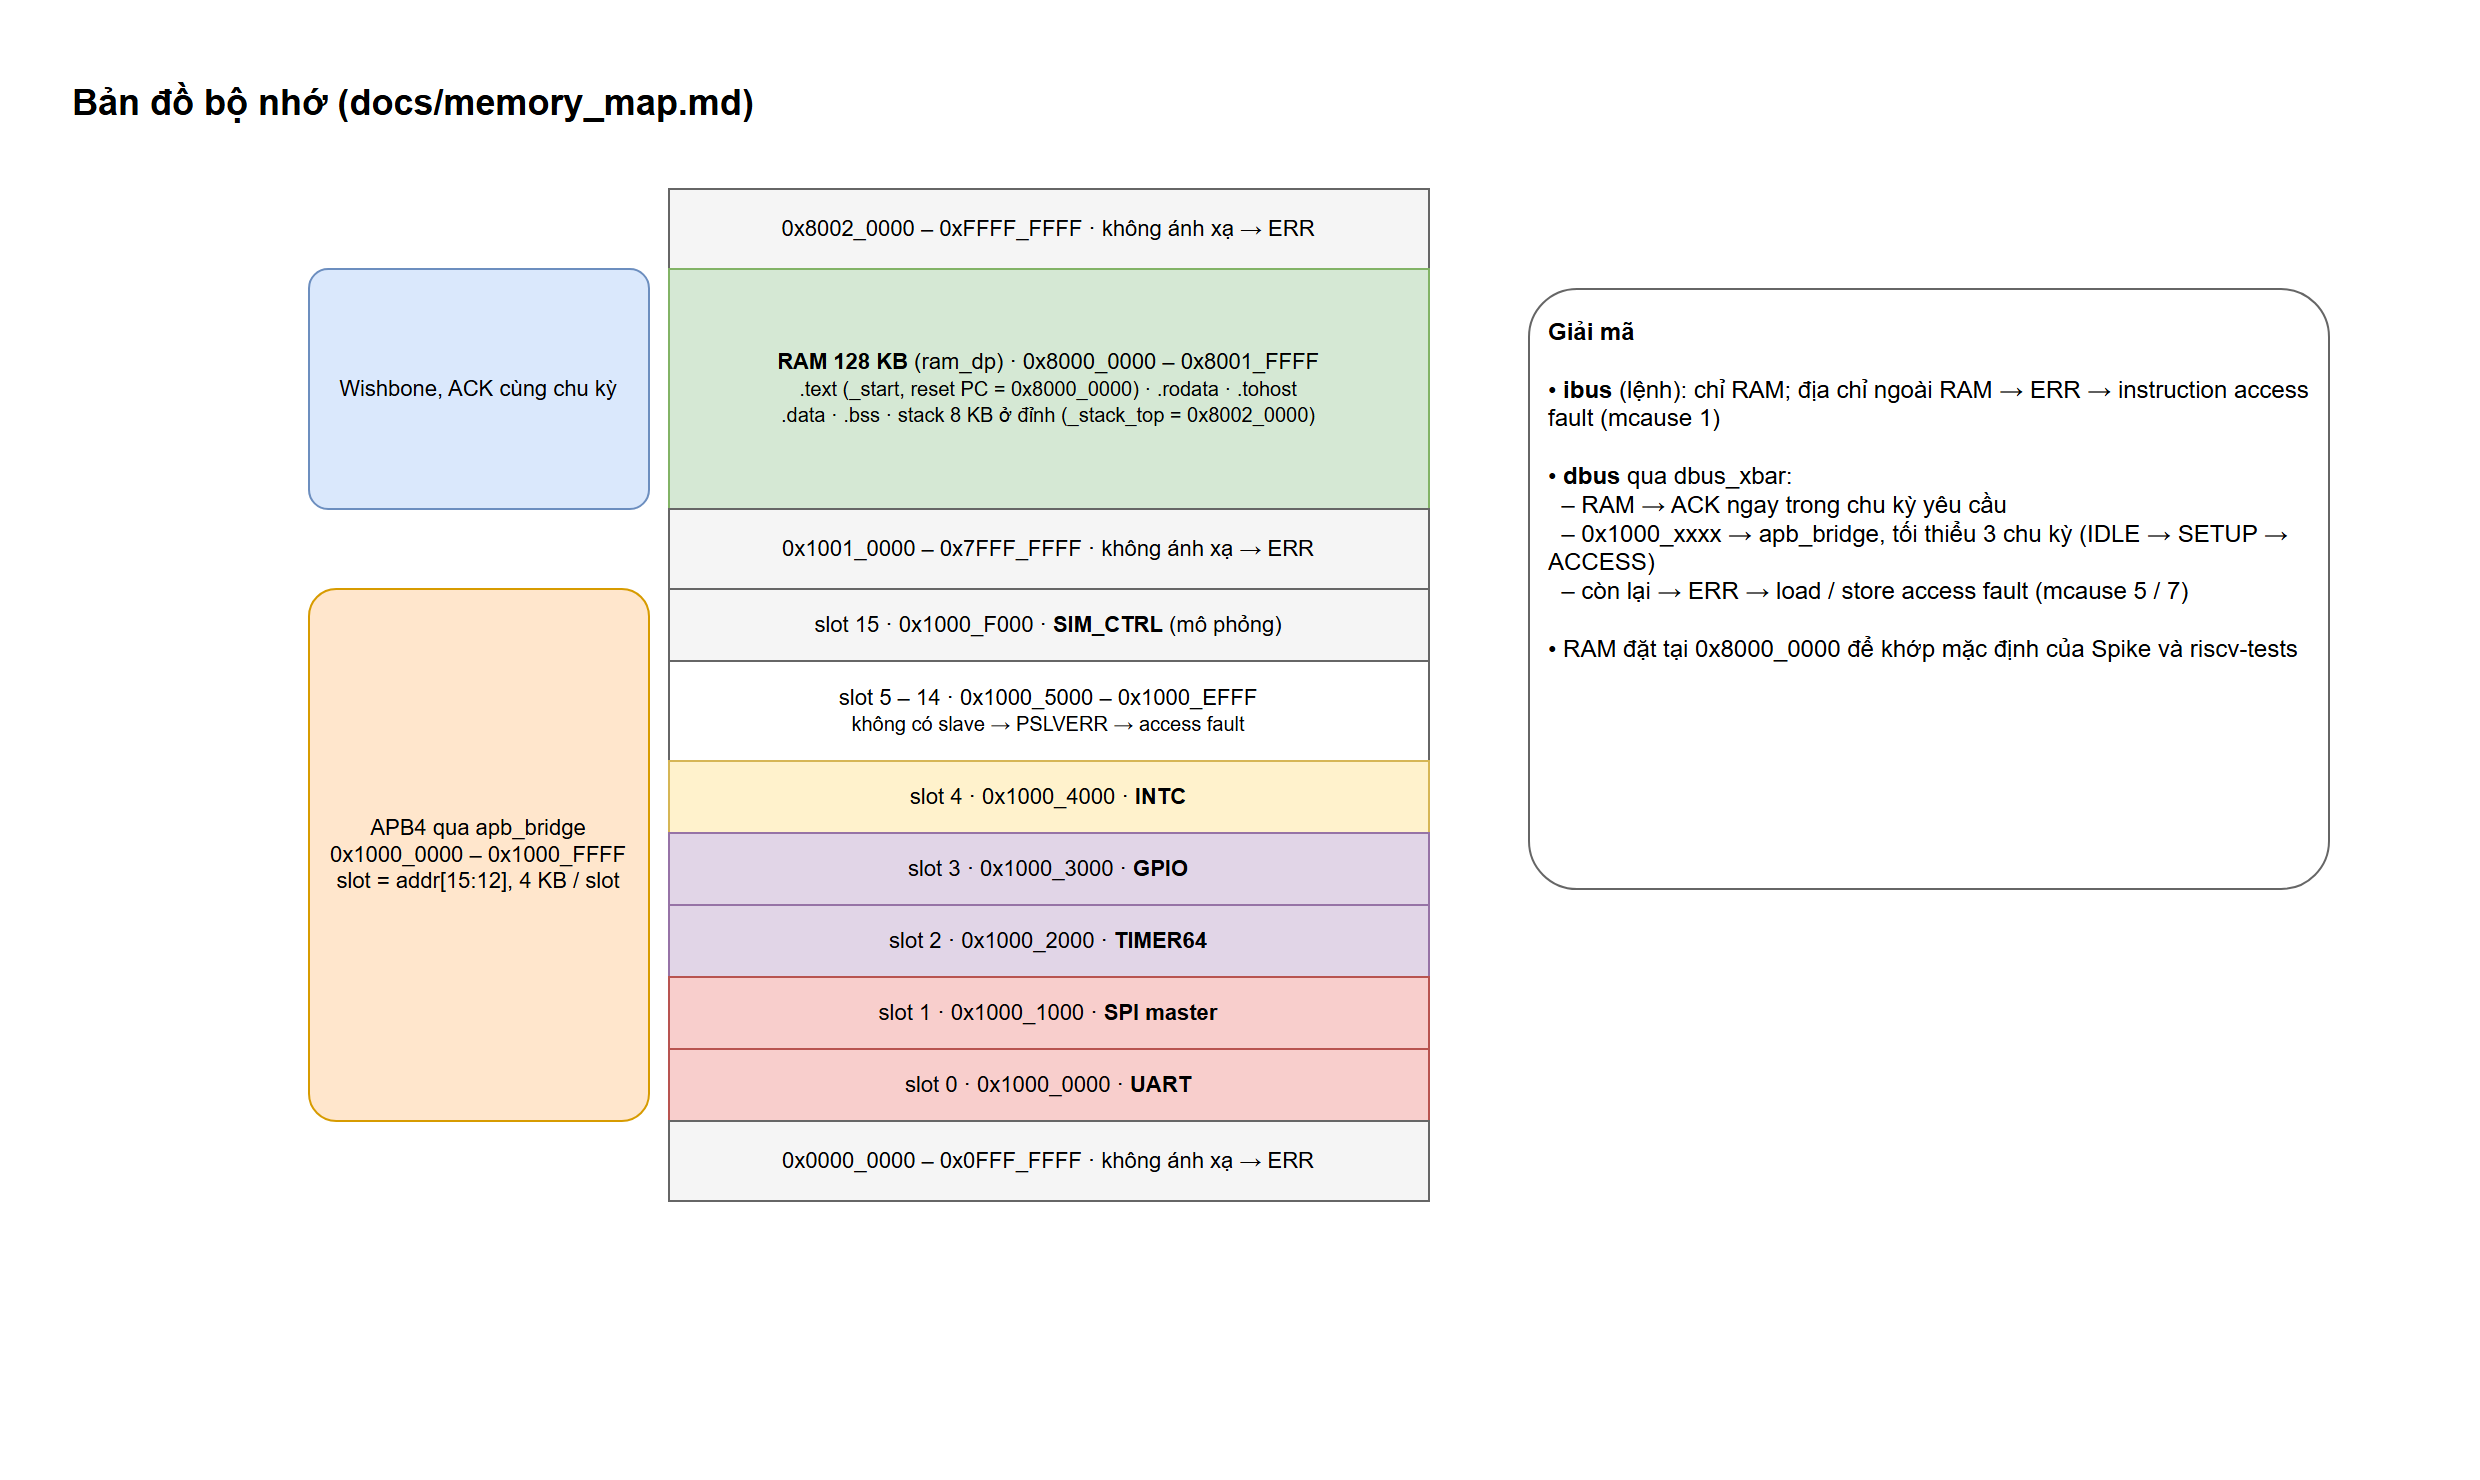 Bản đồ bộ nhớ (docs/memory_map.md)
0x8002_0000 – 0xFFFF_FFFF · không ánh xạ → ERR
Wishbone, ACK cùng chu kỳ
RAM 128 KB (ram_dp) · 0x8000_0000 – 0x8001_FFFF
.text (_start, reset PC = 0x8000_0000) · .rodata · .tohost
.data · .bss · stack 8 KB ở đỉnh (_stack_top = 0x8002_0000)
0x1001_0000 – 0x7FFF_FFFF · không ánh xạ → ERR
APB4 qua apb_bridge
0x1000_0000 – 0x1000_FFFF
slot = addr[15:12], 4 KB / slot
slot 15 · 0x1000_F000 · SIM_CTRL (mô phỏng)
slot 5 – 14 · 0x1000_5000 – 0x1000_EFFF
không có slave → PSLVERR → access fault
slot 4 · 0x1000_4000 · INTC
slot 3 · 0x1000_3000 · GPIO
slot 2 · 0x1000_2000 · TIMER64
slot 1 · 0x1000_1000 · SPI master
slot 0 · 0x1000_0000 · UART
0x0000_0000 – 0x0FFF_FFFF · không ánh xạ → ERR
Giải mã
• ibus (lệnh): chỉ RAM; địa chỉ ngoài RAM → ERR → instruction access
fault (mcause 1)
• dbus qua dbus_xbar:
– RAM → ACK ngay trong chu kỳ yêu cầu
– 0x1000_xxxx → apb_bridge, tối thiểu 3 chu kỳ (IDLE → SETUP →
ACCESS)
– còn lại → ERR → load / store access fault (mcause 5 / 7)
• RAM đặt tại 0x8000_0000 để khớp mặc định của Spike và riscv-tests